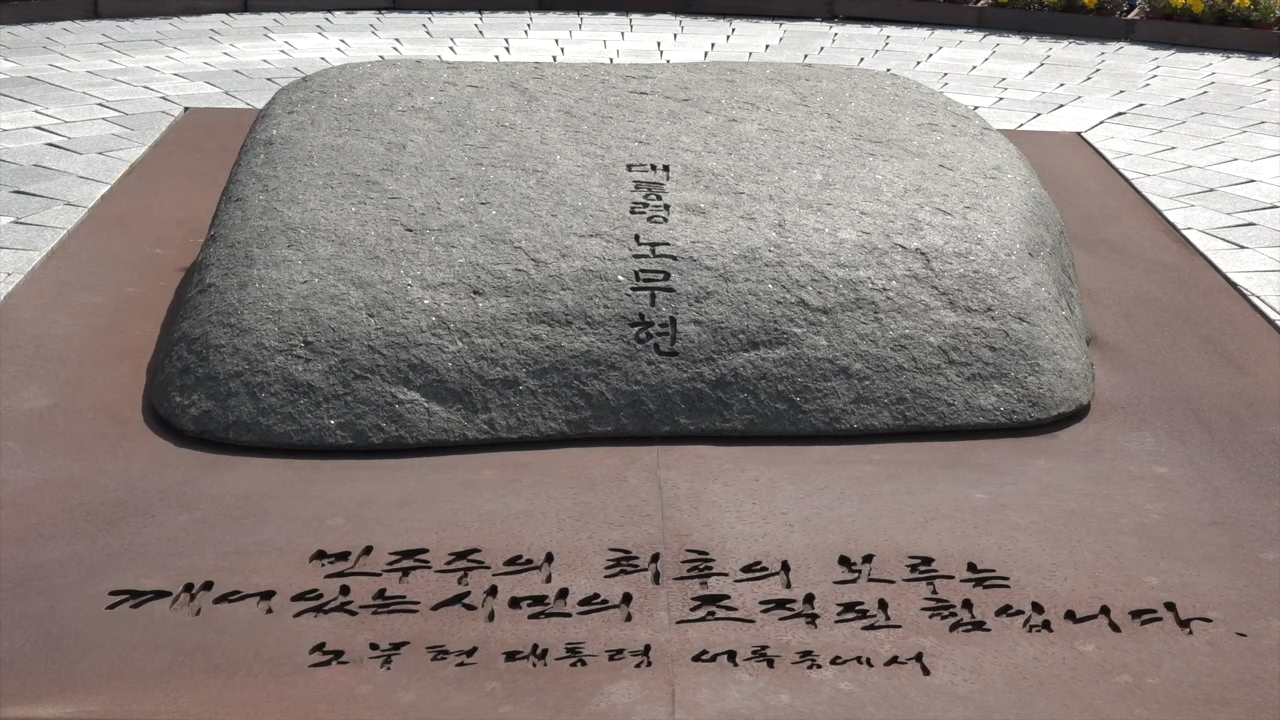 대통령 노무현
민주주의 최후의 보루는
깨어있는 시민의 조직된 힘입니다.
노무현 대통령 어록중에서